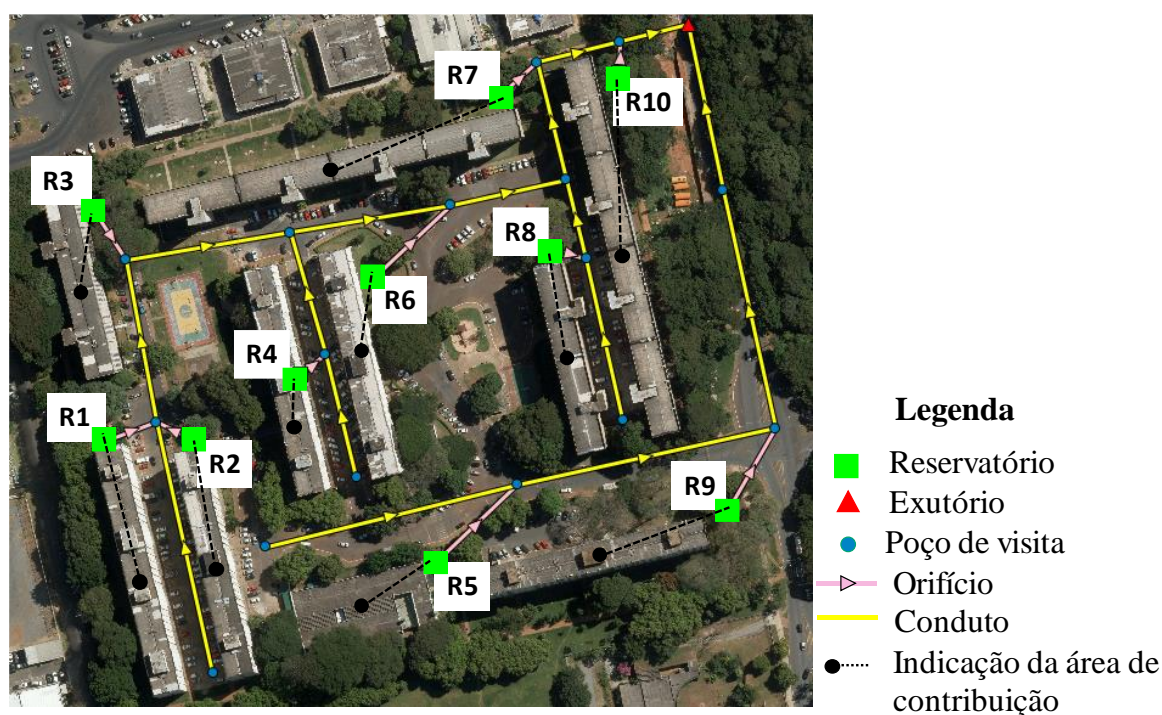 R7
R10
R3
R8
R6
R4
R1
R2
R9
R5
Legenda
Reservatório
Exutório
Poço de visita
Orifício
Conduto
Indicação da área de
contribuição